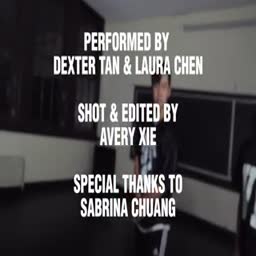 PERFORMED BY
DEXTER TAN & LAURA CHEN
SHOT & EDITED BY
AVERY XIE
SPECIAL THANKS TO
SABRINA CHUANG